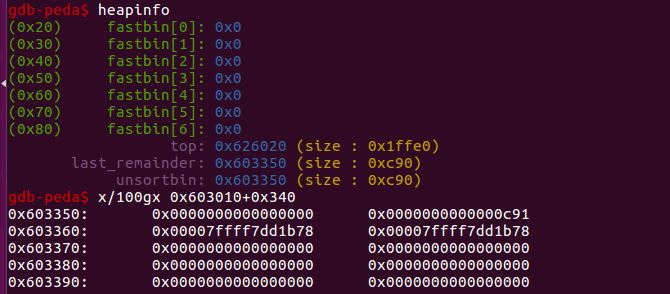 gdb-peda$ heapinfo
(0x20) fastbin[0]: 0x0
(0x30) fastbin[1]: 0x0
(0x40) fastbin[2]: 0x0
(0x50) fastbin[3]: 0x0
(0x60) fastbin[4]: 0x0
(0x70) fastbin[5]: 0x0
(0x80) fastbin[6]: 0x0
top: 0x626020 (size : 0x1ffe0)
last_remainder: 0x603350 (size : 0xc90)
unsortbin: 0x603350 (size : 0xc90)
gdb-peda$ x/100gx 0x603010+0x340
0x603350: 0x0000000000000000 0x0000000000000c91
0x603360: 0x00007ffff7dd1b78 0x00007ffff7dd1b78
0x603370: 0x0000000000000000 0x0000000000000000
0x603380: 0x0000000000000000 0x0000000000000000
0x603390: 0x0000000000000000 0x0000000000000000